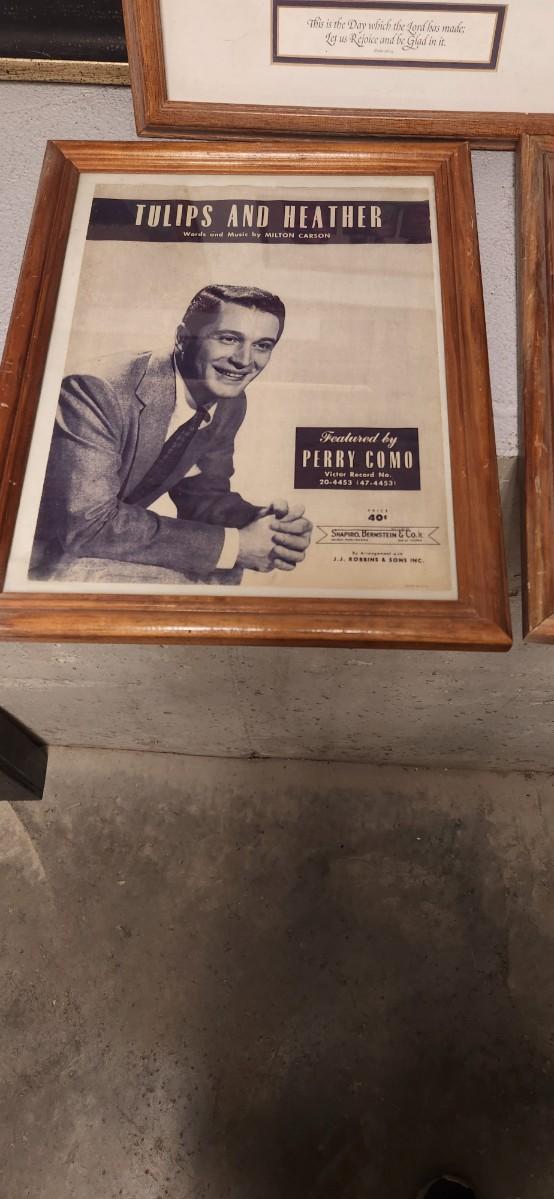 This is the Day which the Lord has made;
Let us Rejoice and be Glad in it.
TULIPS AND HEATHER
Words and Music by MILTON CARSON
Featured by
PERRY COMO
Victor Record No.
20-4453 (47-4453)
PRICE
40¢
SHAPIRO, BERNSTEIN & CO.
By Arrangement with
J.J. ROBBINS & SONS INC.